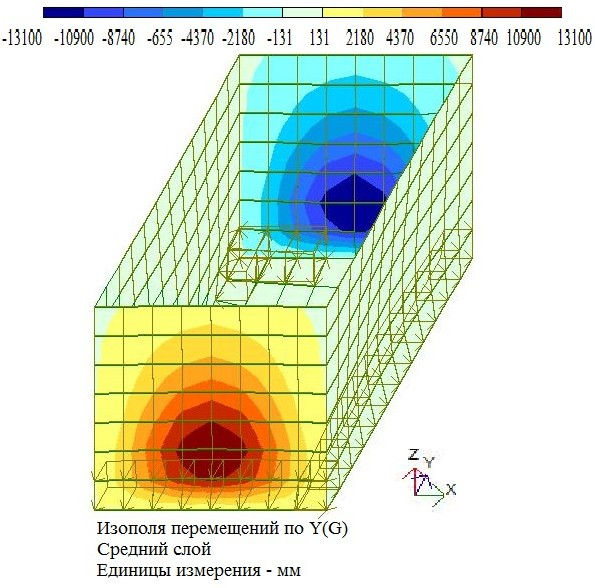 -13100 -10900 -8740 -655 -4370 -2180 -131 131 2180 4370 6550 8740 10900 13100
Z
Y
X
Изополя перемещений по Y(G)
Средний слой
Единицы измерения - мм